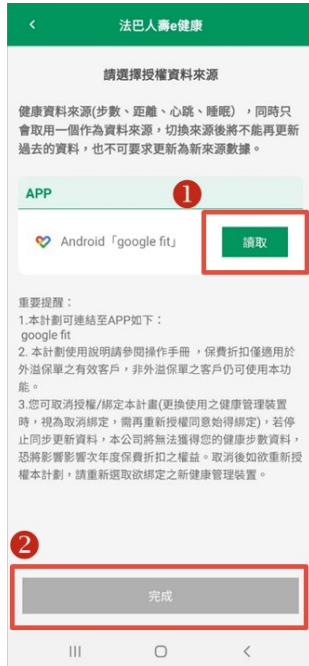 法巴人壽e健康
請選擇授權資料來源
健康資料來源(步數、距離、心跳、睡眠），同時只
會取用一個作為資料來源，切換來源後將不能再更新
過去的資料，也不可要求更新為新來源數據。
APP
1
Android「google fit」
讀取
重要提醒：
1.本計劃可連結至APP如下：
google fit
2. 本計劃使用說明請參閱操作手冊 ，保費折扣僅適用於
外溢保單之有效客戶，非外溢保單之客戶仍可使用本功
能。
3.您可取消授權/綁定本計畫(更換使用之健康管理裝置
時，視為取消綁定，需再重新授權同意始得綁定)，若停
止同步更新資料，本公司將無法獲得您的健康步數資料，
恐將影響影響次年度保費折扣之權益。取消後如欲重新授
權本計劃，請重新選取欲綁定之新健康管理裝置。
2
完成